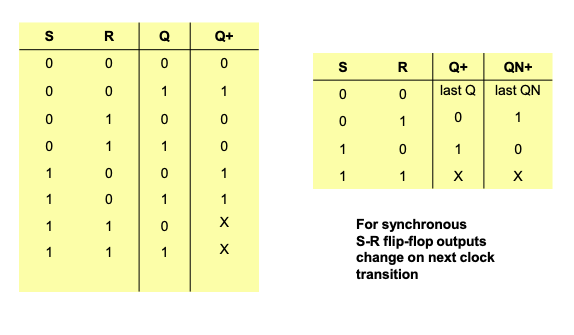 S R Q Q+
0 0 0 0
0 0 1 1
0 1 0 0
0 1 1 0
1 0 0 1
1 0 1 1
1 1 0 X
1 1 1 X
S R Q+ QN+
0 0 last Q last QN
0 1 0 1
1 0 1 0
1 1 X X
For synchronous
S-R flip-flop outputs
change on next clock
transition